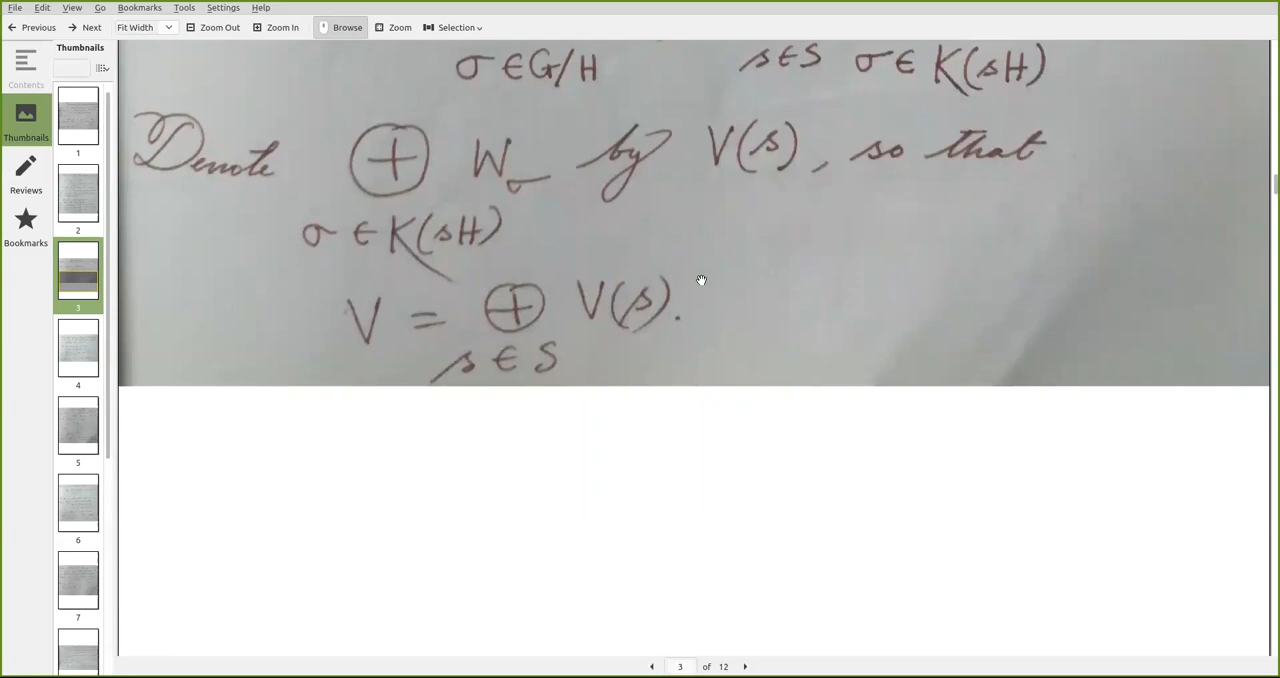 File Edit View Go Bookmarks Tools Settings Help
Previous Next Fit Width Zoom Out Zoom In Browse Zoom Selection
Contents
Thumbnails
Reviews
Bookmarks
Thumbnails
1
2
3
4
5
6
7
σ ∈ G/H s∈S σ ∈ K(sH)
Denote ⊕ W_σ by V(s), so that
σ ∈ K(sH)
V = ⊕ V(s).
s ∈ S
3 of 12